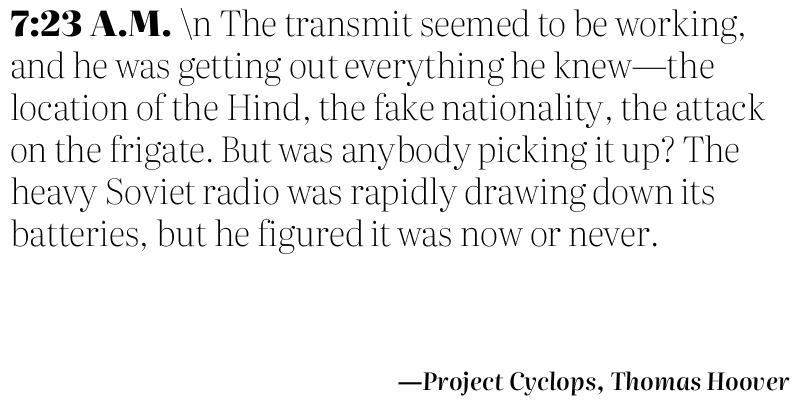 7:23 A.M. \n The transmit seemed to be working,
and he was getting out everything he knew—the
location of the Hind, the fake nationality, the attack
on the frigate. But was anybody picking it up? The
heavy Soviet radio was rapidly drawing down its
batteries, but he figured it was now or never.
—Project Cyclops, Thomas Hoover